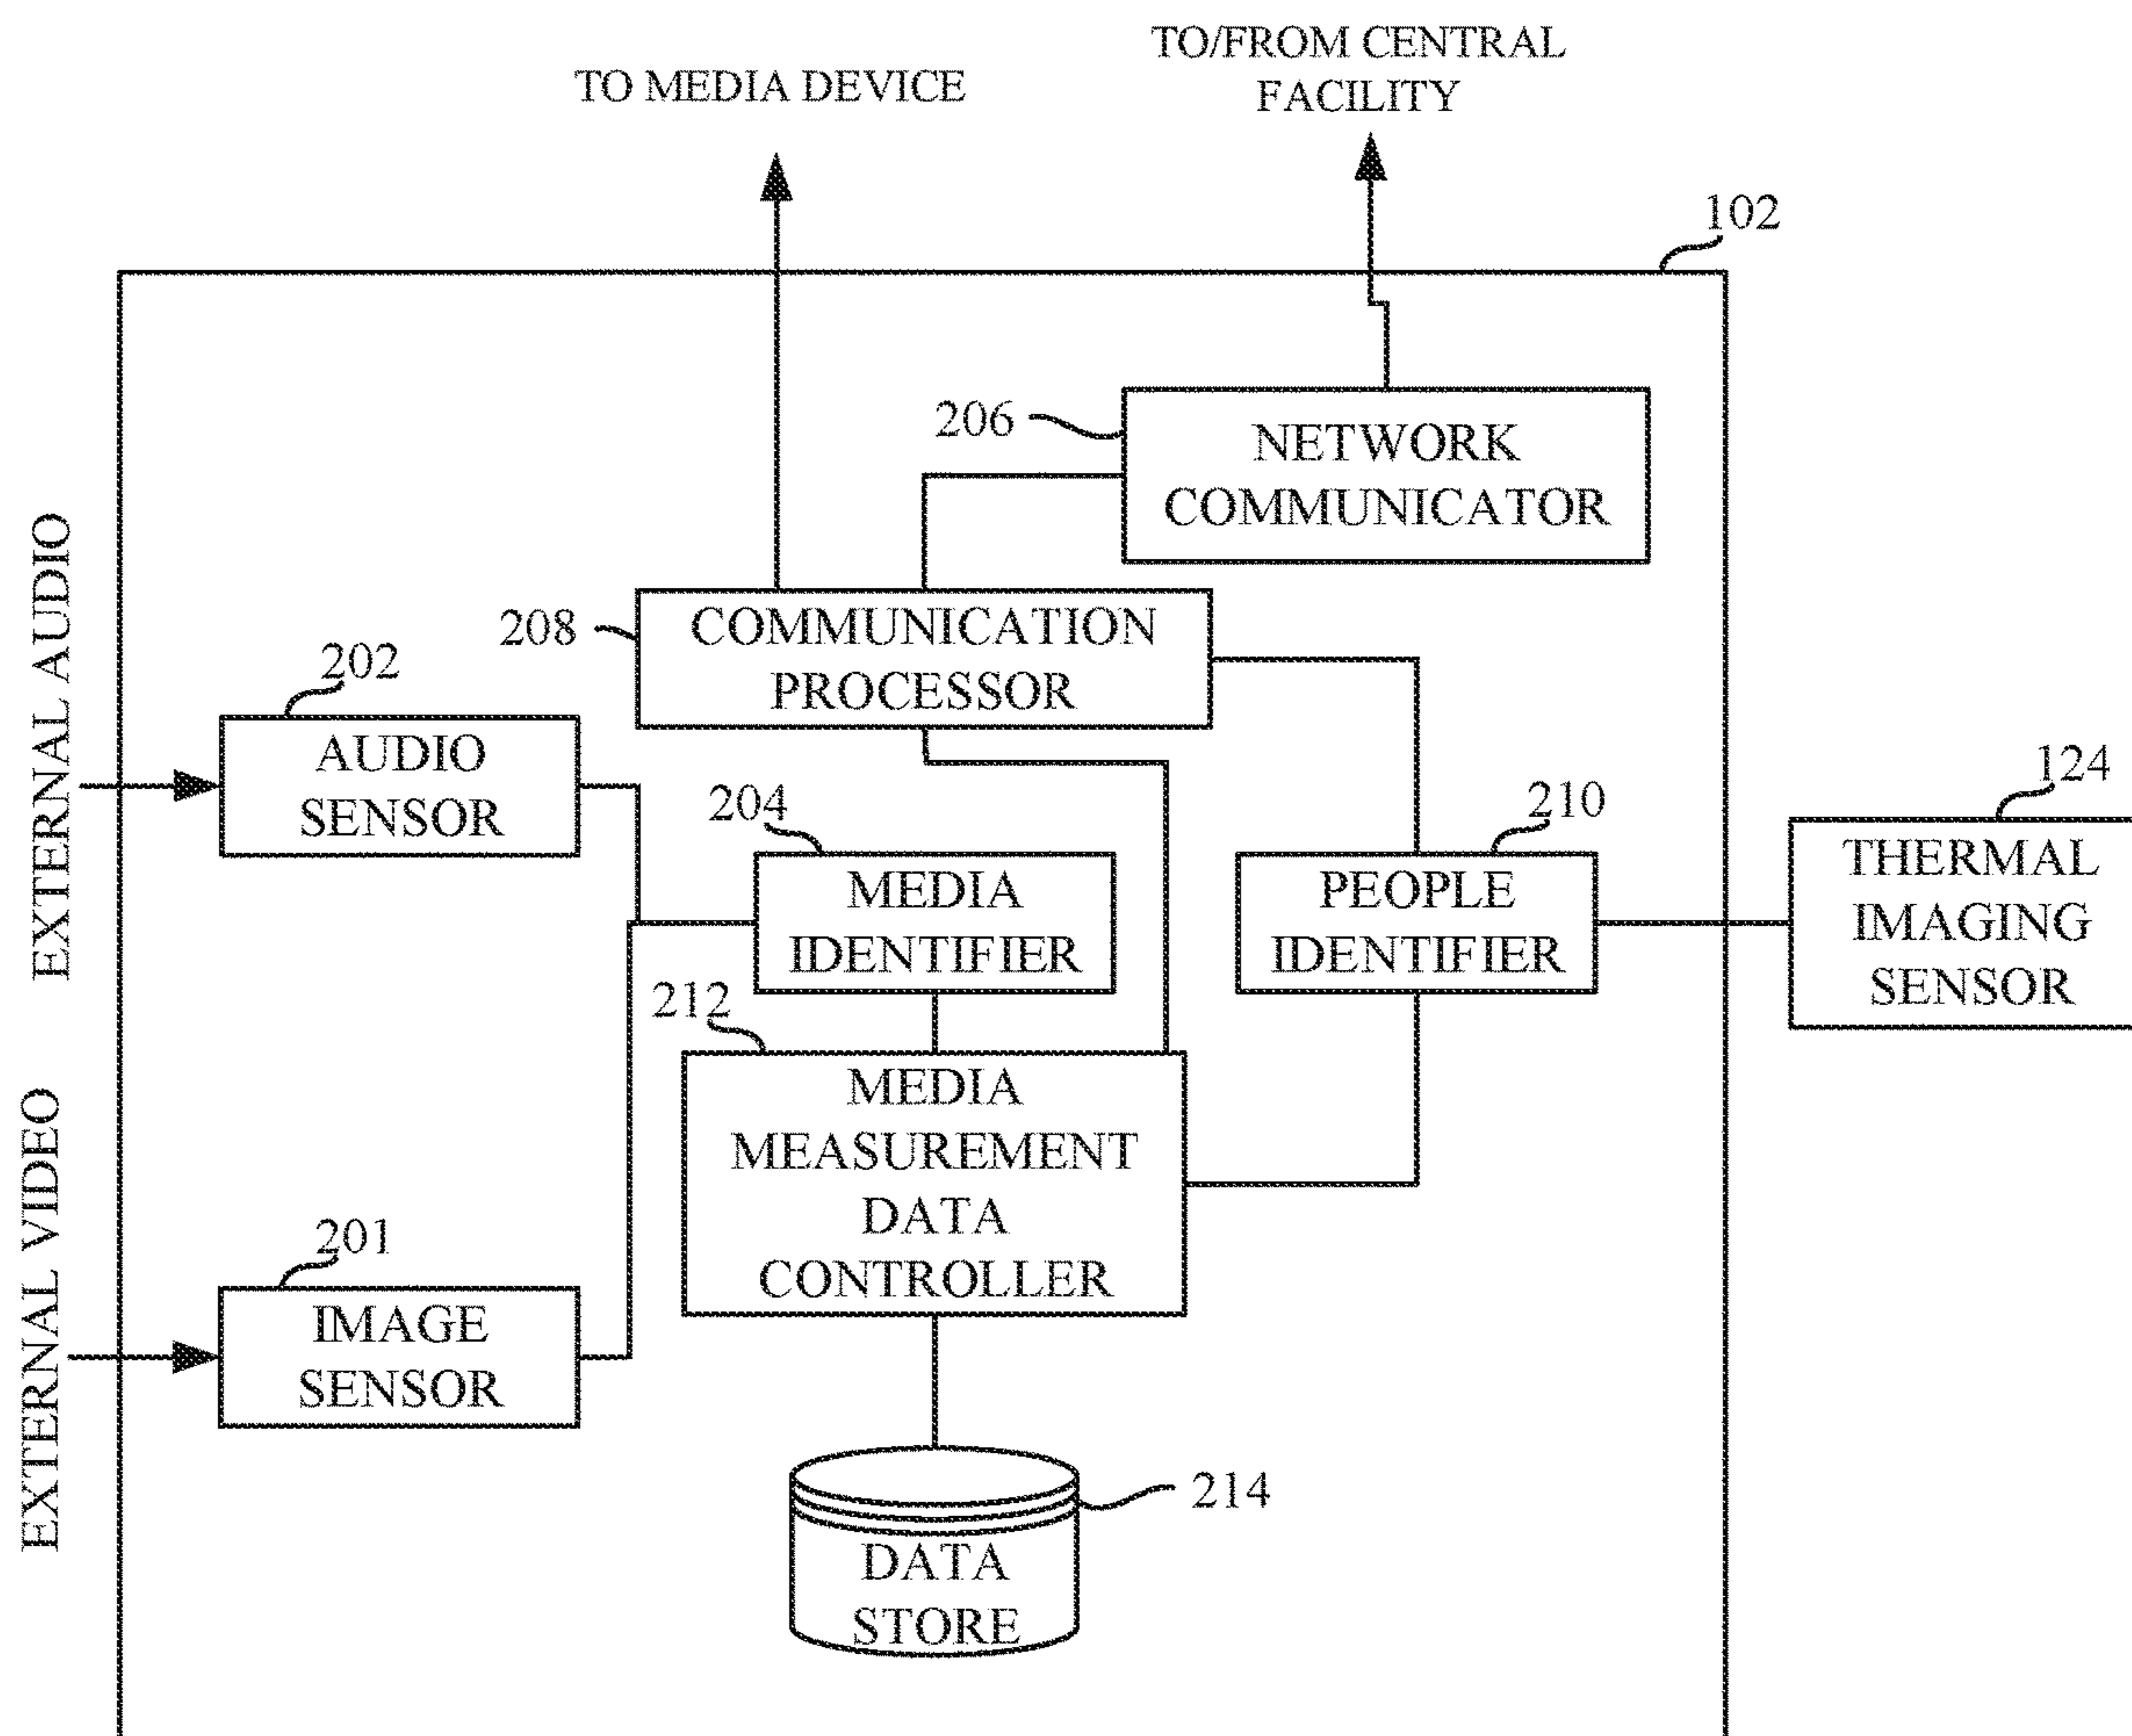 TO/FROM CENTRAL
FACILITY
TO MEDIA DEVICE
102
206
NETWORK
COMMUNICATOR
208
COMMUNICATION
PROCESSOR
EXTERNAL AUDIO
202
AUDIO
SENSOR
204
MEDIA
IDENTIFIER
210
PEOPLE
IDENTIFIER
124
THERMAL
IMAGING
SENSOR
212
MEDIA
MEASUREMENT
DATA
CONTROLLER
EXTERNAL VIDEO
201
IMAGE
SENSOR
214
DATA
STORE